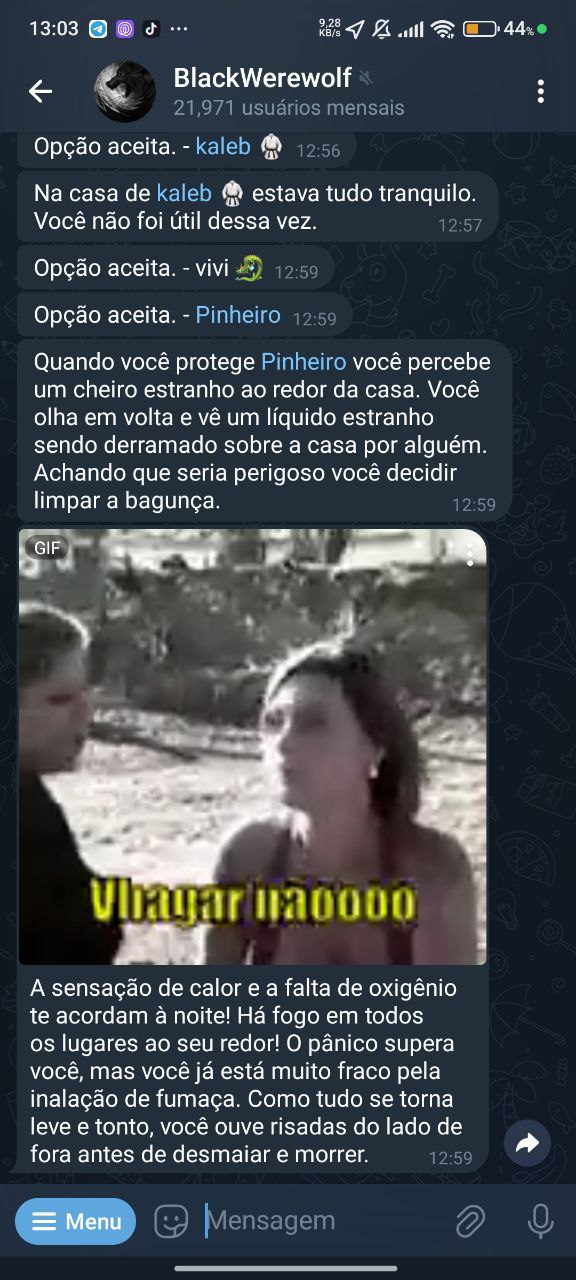 13:03
9,28
KB/s
44%
BlackWerewolf
21,971 usuários mensais
Opção aceita. - kaleb 🥋 12:56
Na casa de kaleb 🥋 estava tudo tranquilo.
Você não foi útil dessa vez. 12:57
Opção aceita. - vivi 🐉 12:59
Opção aceita. - Pinheiro 12:59
Quando você protege Pinheiro você percebe
um cheiro estranho ao redor da casa. Você
olha em volta e vê um líquido estranho
sendo derramado sobre a casa por alguém.
Achando que seria perigoso você decidir
limpar a bagunça. 12:59
GIF
Vhagar nãoooo
A sensação de calor e a falta de oxigênio
te acordam à noite! Há fogo em todos
os lugares ao seu redor! O pânico supera
você, mas você já está muito fraco pela
inalação de fumaça. Como tudo se torna
leve e tonto, você ouve risadas do lado de
fora antes de desmaiar e morrer. 12:59
Menu
Mensagem